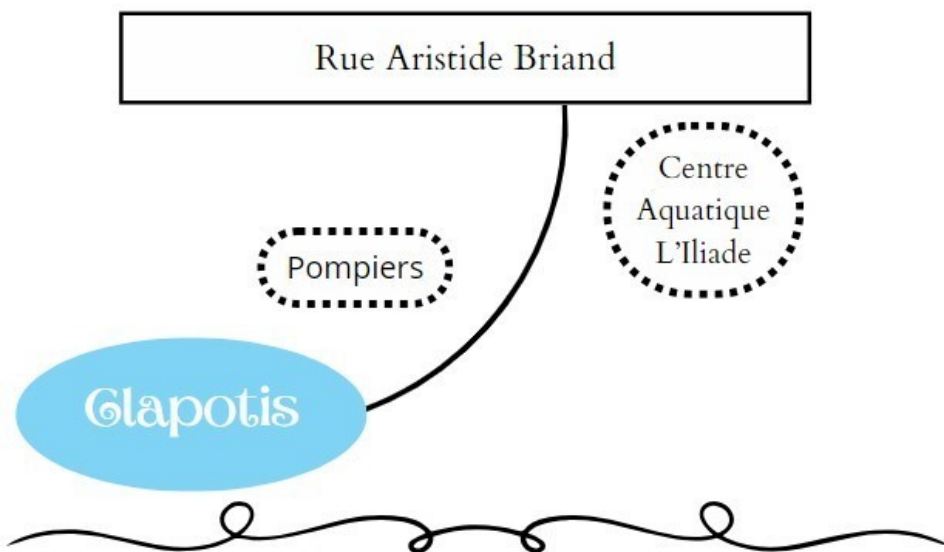 Rue Aristide Briand
Centre
Aquatique
L'Iliade
Pompiers
Clapotis